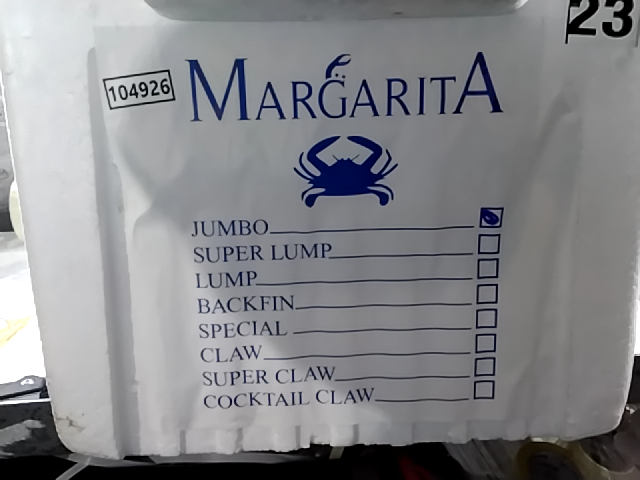 23
104926
MARGARITA
JUMBO
SUPER LUMP
LUMP
BACKFIN
SPECIAL
CLAW
SUPER CLAW
COCKTAIL CLAW